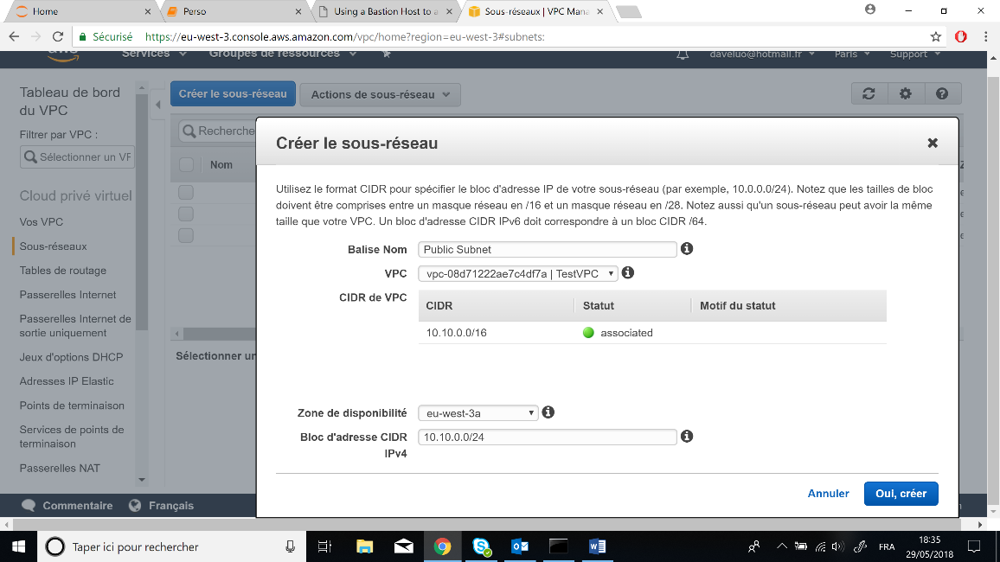 Home
Perso
Using a Bastion Host to a
Sous-réseaux | VPC Mana
Sécurisé
https://eu-west-3.console.aws.amazon.com/vpc/home?region=eu-west-3#subnets:
aws
Services
Groupes de ressources
daveluo@hotmail.fr
Paris
Support
Tableau de bord
du VPC
Filtrer par VPC :
Sélectionner un VP
Cloud privé virtuel
Vos VPC
Sous-réseaux
Tables de routage
Passerelles Internet
Passerelles Internet de
sortie uniquement
Jeux d'options DHCP
Adresses IP Elastic
Points de terminaison
Services de points de
terminaison
Passerelles NAT
Créer le sous-réseau
Actions de sous-réseau
Recherche
Nom
Sélectionner un
Créer le sous-réseau
Utilisez le format CIDR pour spécifier le bloc d'adresse IP de votre sous-réseau (par exemple, 10.0.0.0/24). Notez que les tailles de bloc
doivent être comprises entre un masque réseau en /16 et un masque réseau en /28. Notez aussi qu'un sous-réseau peut avoir la même
taille que votre VPC. Un bloc d'adresse CIDR IPv6 doit correspondre à un bloc CIDR /64.
Balise Nom Public Subnet
VPC vpc-08d71222ae7c4df7a | TestVPC
CIDR de VPC
CIDR Statut Motif du statut
10.10.0.0/16 associated
Zone de disponibilité eu-west-3a
Bloc d'adresse CIDR 10.10.0.0/24
IPv4
Annuler Oui, créer
Commentaire Français
Taper ici pour rechercher
FRA
18:35
29/05/2018